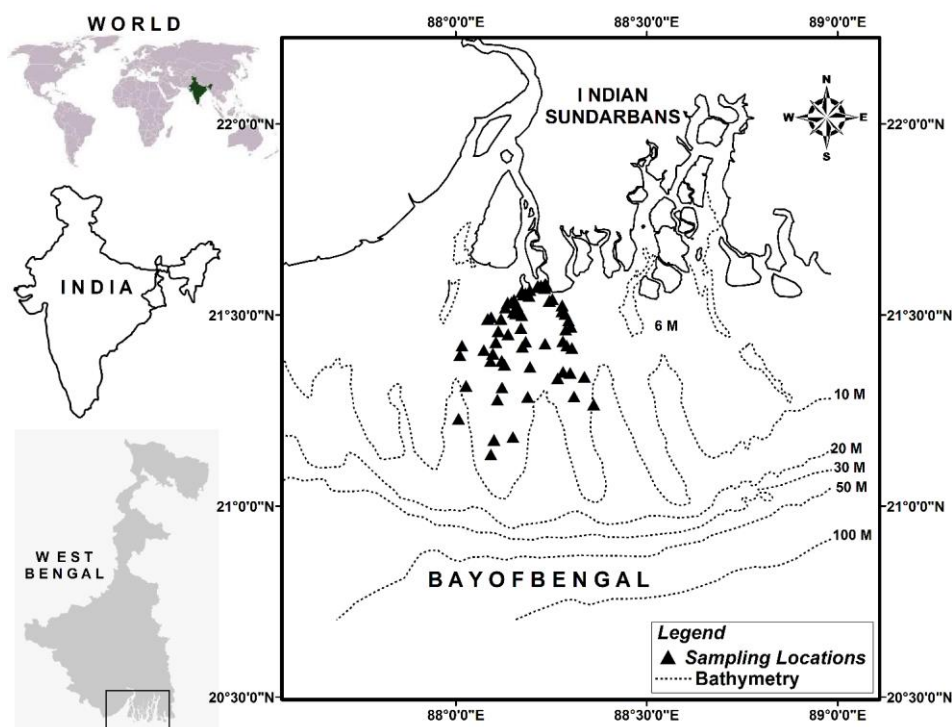 WORLD
INDIA
WEST
BENGAL
88°0'0"E
88°30'0"E
89°0'0"E
22°0'0"N
21°30'0"N
21°0'0"N
20°30'0"N
I NDIAN
SUNDARBANS
N
W
E
S
6 M
10 M
20 M
30 M
50 M
100 M
BAYOFBENGAL
Legend
Sampling Locations
Bathymetry
22°0'0"N
21°30'0"N
21°0'0"N
20°30'0"N
88°0'0"E
88°30'0"E
89°0'0"E